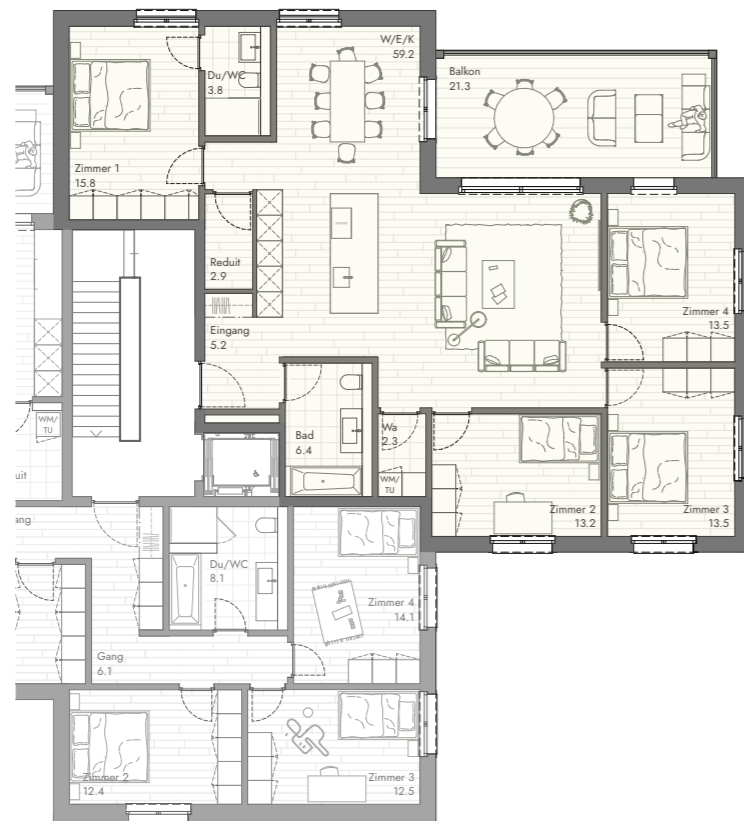 W/E/K
59.2
Du/WC
3.8
Balkon
21.3
Zimmer 1
15.8
Reduit
2.9
Eingang
5.2
Zimmer 4
13.5
Bad
6.4
Wa
2.3
WM/
TU
Zimmer 2
13.2
Zimmer 3
13.5
WM/
TU
uit
ang
Du/WC
8.1
Zimmer 4
14.1
Gang
6.1
Zimmer 2
12.4
Zimmer 3
12.5